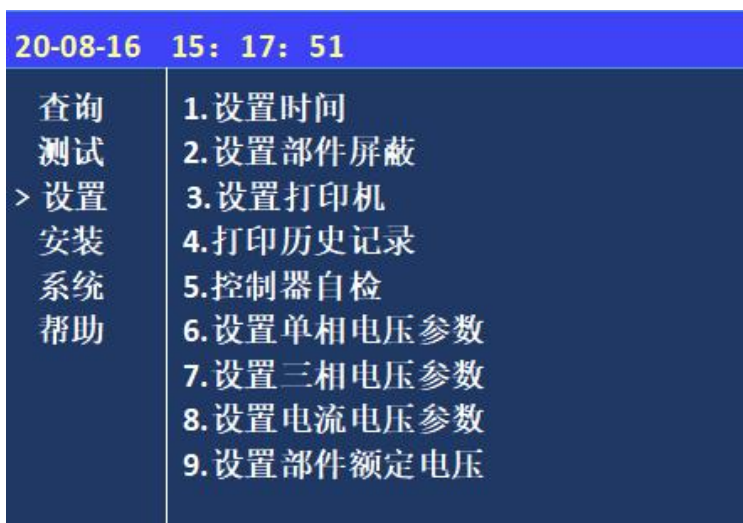 20-08-16 15：17：51
查询
测试
> 设置
安装
系统
帮助
1.设置时间
2.设置部件屏蔽
3.设置打印机
4.打印历史记录
5.控制器自检
6.设置单相电压参数
7.设置三相电压参数
8.设置电流电压参数
9.设置部件额定电压